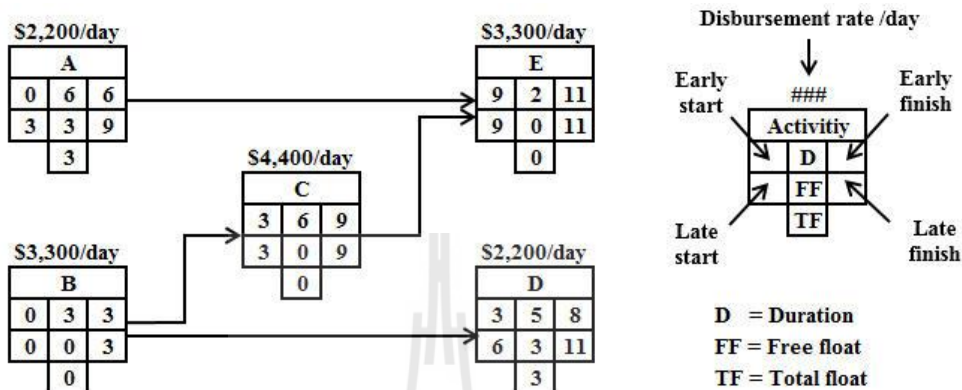 $2,200/day
A
0 6 6
3 3 9
3
$3,300/day
E
9 2 11
9 0 11
0
$4,400/day
C
3 6 9
3 0 9
0
$3,300/day
B
0 3 3
0 0 3
0
$2,200/day
D
3 5 8
6 3 11
3
Disbursement rate /day
Early start
Early finish
###
Activitiy
D
FF
TF
Late start
Late finish
D = Duration
FF = Free float
TF = Total float